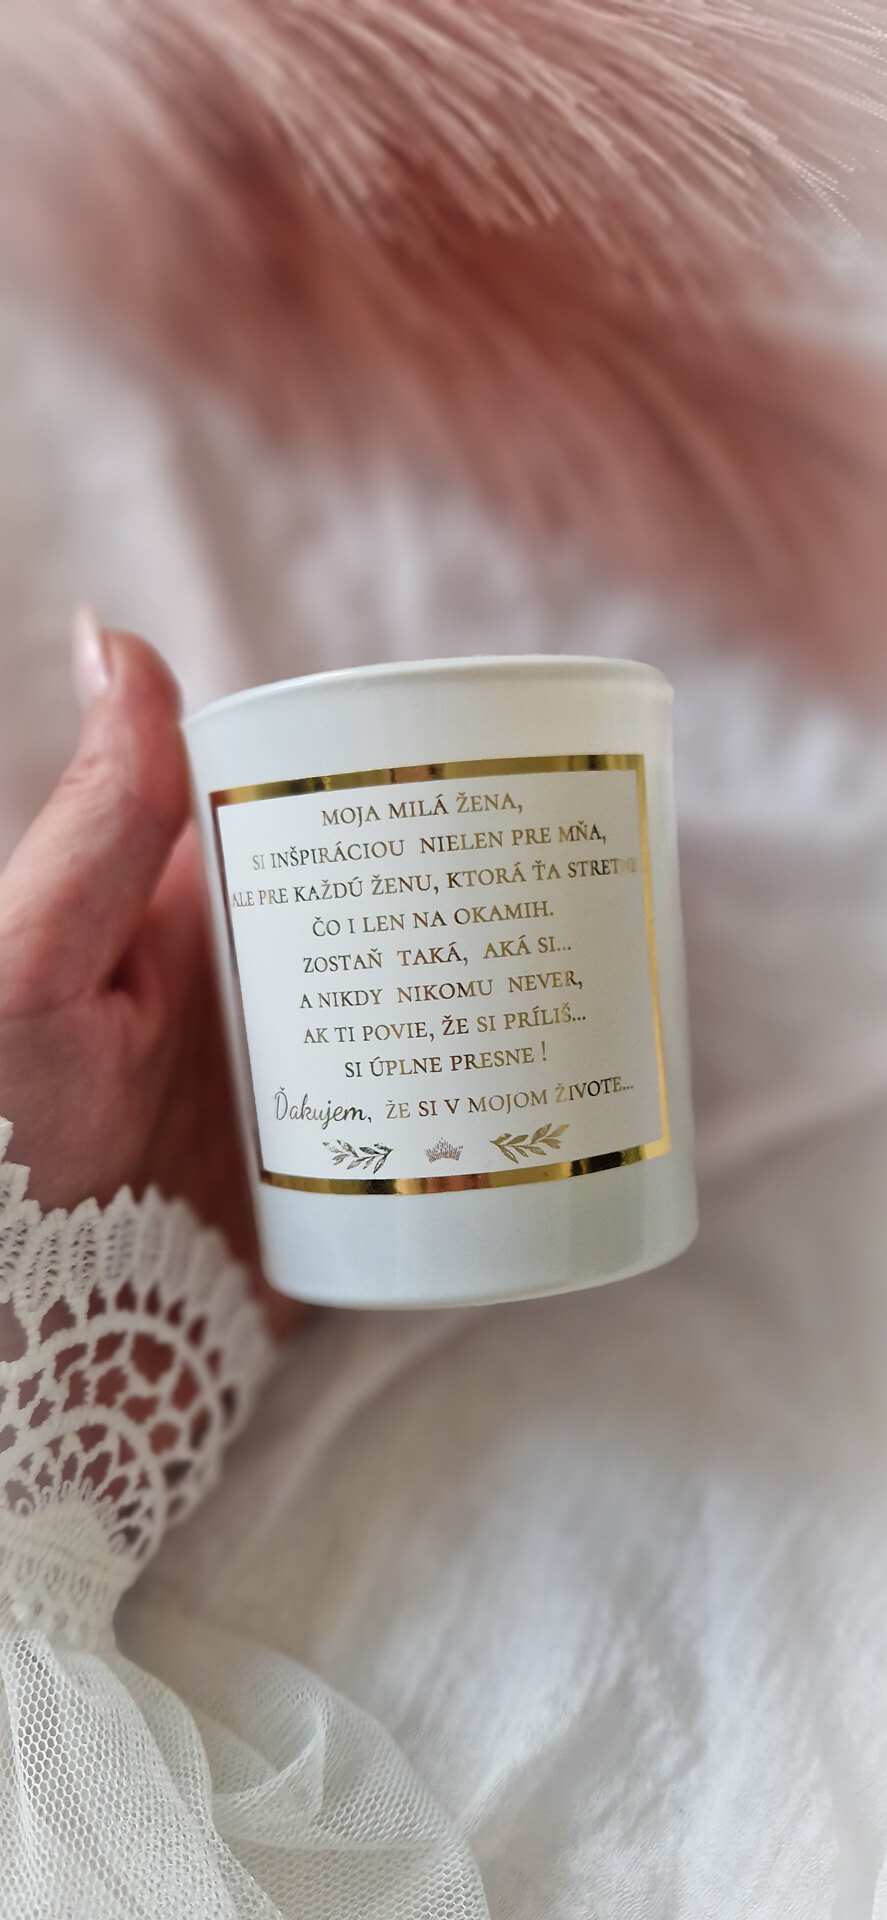 MOJA MILÁ ŽENA,
SI INŠPIRÁCIOU NIELEN PRE MŇA,
ALE PRE KAŽDÚ ŽENU, KTORÁ ŤA STRETNE
ČO I LEN NA OKAMIH.
ZOSTAŇ TAKÁ, AKÁ SI...
A NIKDY NIKOMU NEVER,
AK TI POVIE, ŽE SI PRÍLIŠ...
SI ÚPLNE PRESNE !
Ďakujem, ŽE SI V MOJOM ŽIVOTE...